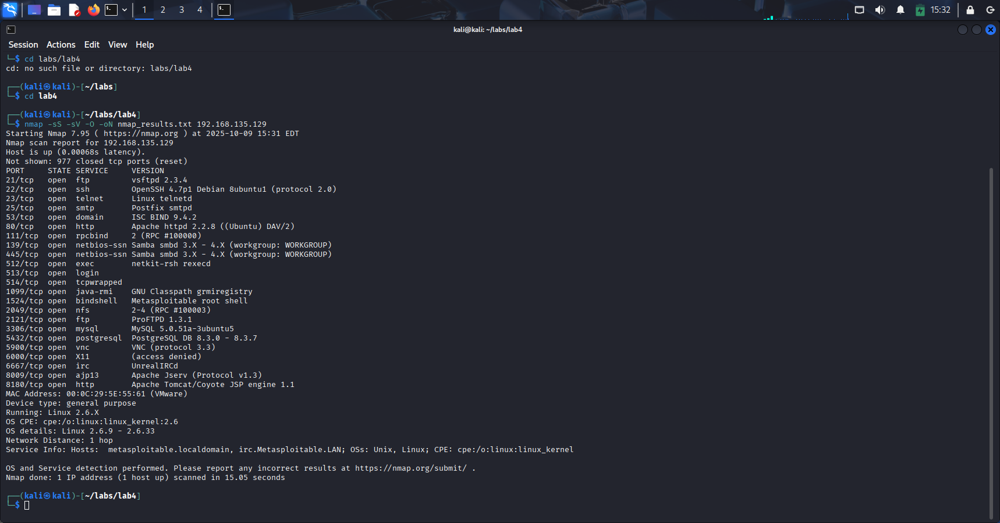 1 2 3 4 15:32
kali@kali: ~/labs/lab4
Session Actions Edit View Help
└─$ cd labs/lab4
cd: no such file or directory: labs/lab4
┌──(kali㉿kali)-[~/labs]
└─$ cd lab4
┌──(kali㉿kali)-[~/labs/lab4]
└─$ nmap -sS -sV -O -oN nmap_results.txt 192.168.135.129
Starting Nmap 7.95 ( https://nmap.org ) at 2025-10-09 15:31 EDT
Nmap scan report for 192.168.135.129
Host is up (0.00068s latency).
Not shown: 977 closed tcp ports (reset)
PORT     STATE SERVICE     VERSION
21/tcp   open  ftp         vsftpd 2.3.4
22/tcp   open  ssh         OpenSSH 4.7p1 Debian 8ubuntu1 (protocol 2.0)
23/tcp   open  telnet      Linux telnetd
25/tcp   open  smtp        Postfix smtpd
53/tcp   open  domain      ISC BIND 9.4.2
80/tcp   open  http        Apache httpd 2.2.8 ((Ubuntu) DAV/2)
111/tcp  open  rpcbind     2 (RPC #100000)
139/tcp  open  netbios-ssn Samba smbd 3.X - 4.X (workgroup: WORKGROUP)
445/tcp  open  netbios-ssn Samba smbd 3.X - 4.X (workgroup: WORKGROUP)
512/tcp  open  exec        netkit-rsh rexecd
513/tcp  open  login
514/tcp  open  tcpwrapped
1099/tcp open  java-rmi    GNU Classpath grmiregistry
1524/tcp open  bindshell   Metasploitable root shell
2049/tcp open  nfs         2-4 (RPC #100003)
2121/tcp open  ftp         ProFTPD 1.3.1
3306/tcp open  mysql       MySQL 5.0.51a-3ubuntu5
5432/tcp open  postgresql  PostgreSQL DB 8.3.0 - 8.3.7
5900/tcp open  vnc         VNC (protocol 3.3)
6000/tcp open  X11         (access denied)
6667/tcp open  irc         UnrealIRCd
8009/tcp open  ajp13       Apache Jserv (Protocol v1.3)
8180/tcp open  http        Apache Tomcat/Coyote JSP engine 1.1
MAC Address: 00:0C:29:5E:55:61 (VMware)
Device type: general purpose
Running: Linux 2.6.X
OS CPE: cpe:/o:linux:linux_kernel:2.6
OS details: Linux 2.6.9 - 2.6.33
Network Distance: 1 hop
Service Info: Hosts:  metasploitable.localdomain, irc.Metasploitable.LAN; OSs: Unix, Linux; CPE: cpe:/o:linux:linux_kernel
OS and Service detection performed. Please report any incorrect results at https://nmap.org/submit/ .
Nmap done: 1 IP address (1 host up) scanned in 15.05 seconds
┌──(kali㉿kali)-[~/labs/lab4]
└─$